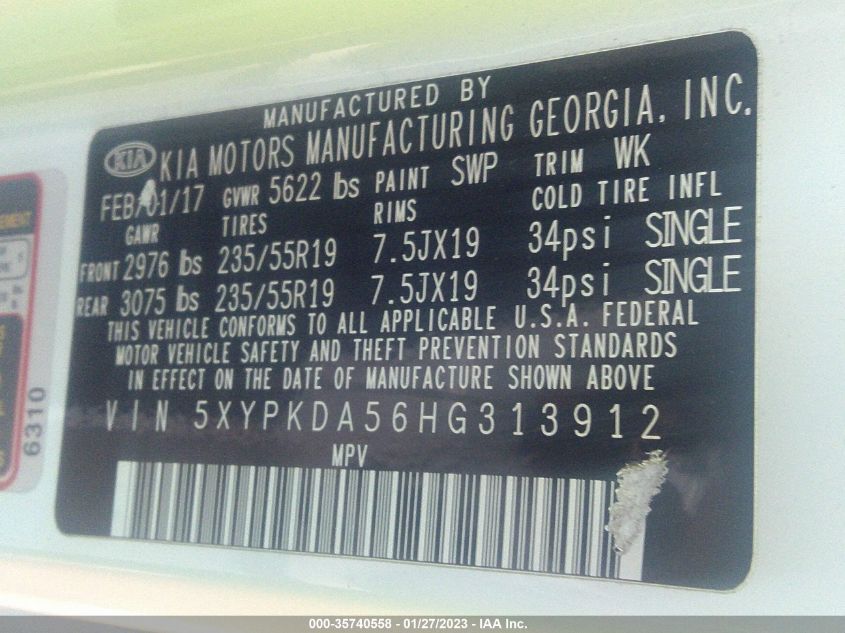 MANUFACTURED BY
KIA KIA MOTORS MANUFACTURING GEORGIA, INC.
FEB/01/17 GVWR 5622 lbs PAINT SWP TRIM WK
GAWR TIRES RIMS COLD TIRE INFL
FRONT 2976 lbs 235/55R19 7.5JX19 34psi SINGLE
REAR 3075 lbs 235/55R19 7.5JX19 34psi SINGLE
THIS VEHICLE CONFORMS TO ALL APPLICABLE U.S.A. FEDERAL
MOTOR VEHICLE SAFETY AND THEFT PREVENTION STANDARDS
IN EFFECT ON THE DATE OF MANUFACTURE SHOWN ABOVE
VIN 5XYPKDA56HG313912
MPV
6310
000-35740558 - 01/27/2023 - IAA Inc.